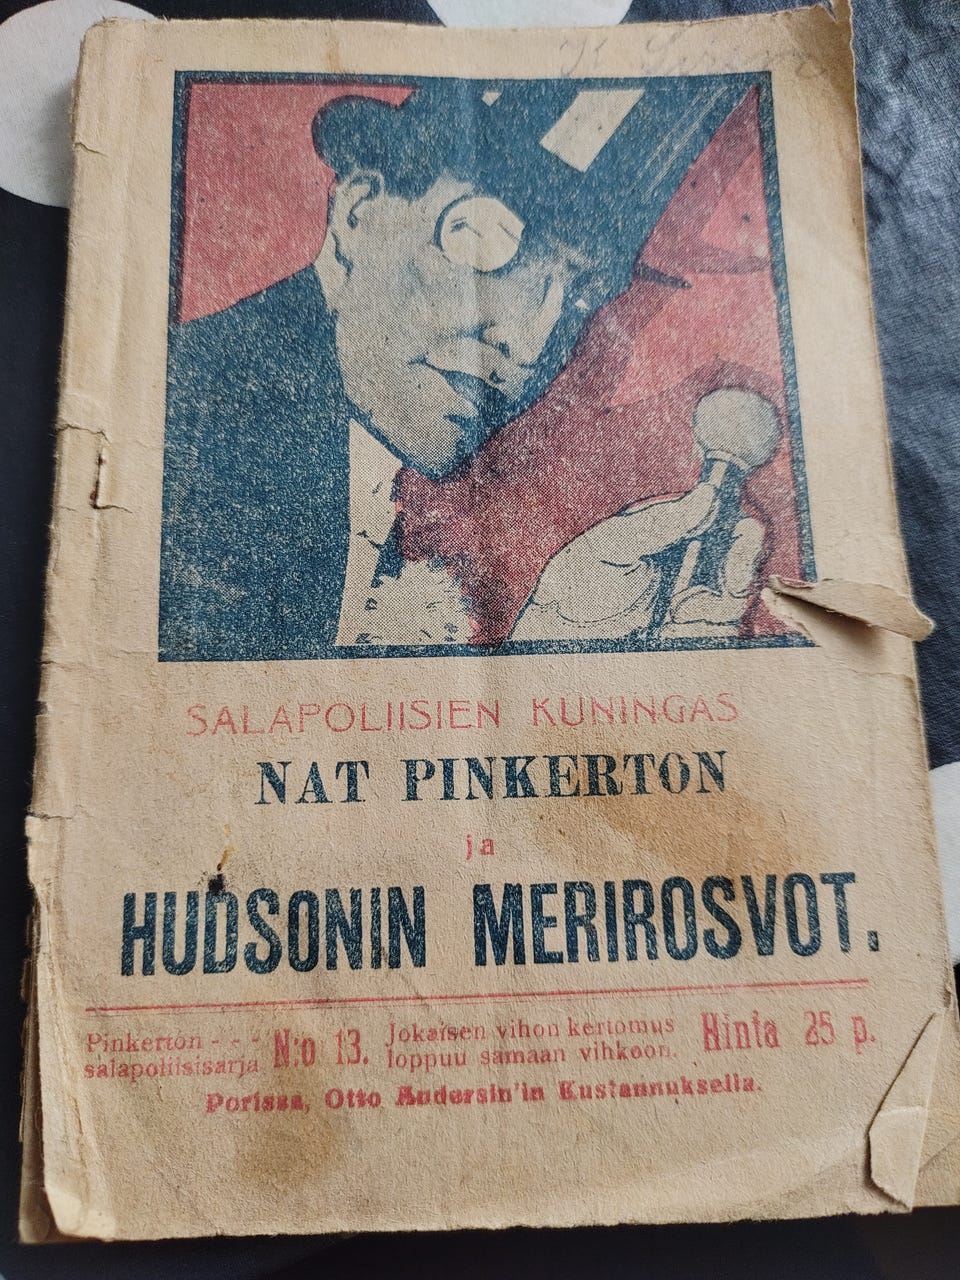 SALAPOLIISIEN KUNINGAS
NAT PINKERTON
ja
HUDSONIN MERIROSVOT.
Pinkerton - - -
salapoliisisarja
N:o 13.
Jokaisen vihon kertomus
loppuu samaan vihkoon.
Hinta 25 p.
Porissa, Otto Andersin'in Kustannuksella.